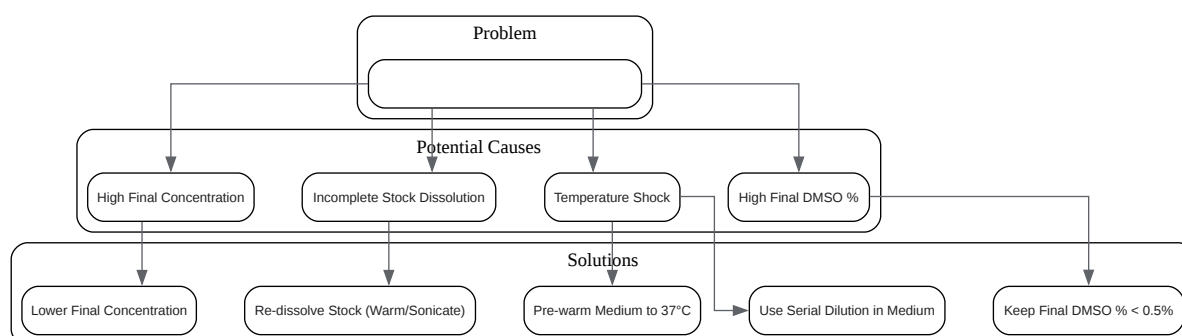 Problem
Potential Causes
High Final Concentration
Incomplete Stock Dissolution
Temperature Shock
High Final DMSO %
Solutions
Lower Final Concentration
Re-dissolve Stock (Warm/Sonicate)
Pre-warm Medium to 37°C
Use Serial Dilution in Medium
Keep Final DMSO % < 0.5%